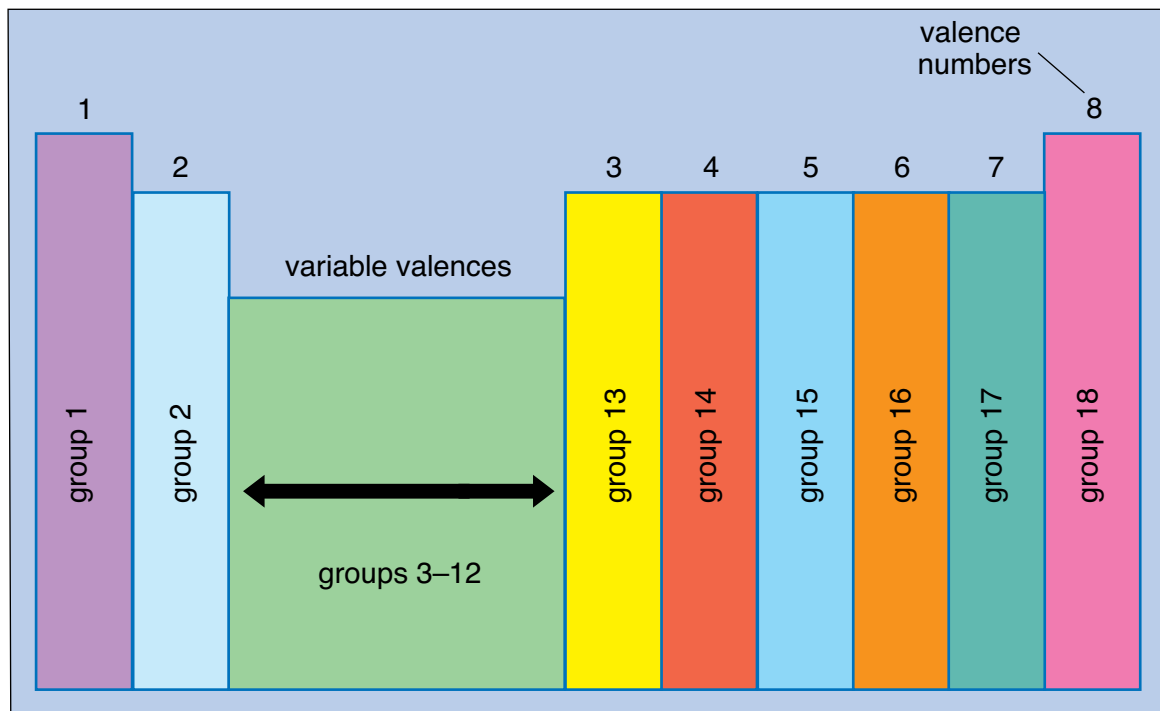 valence
numbers
1
8
2
3
4
5
6
7
variable valences
group 1
group 2
group 13
group 14
group 15
group 16
group 17
group 18
groups 3–12